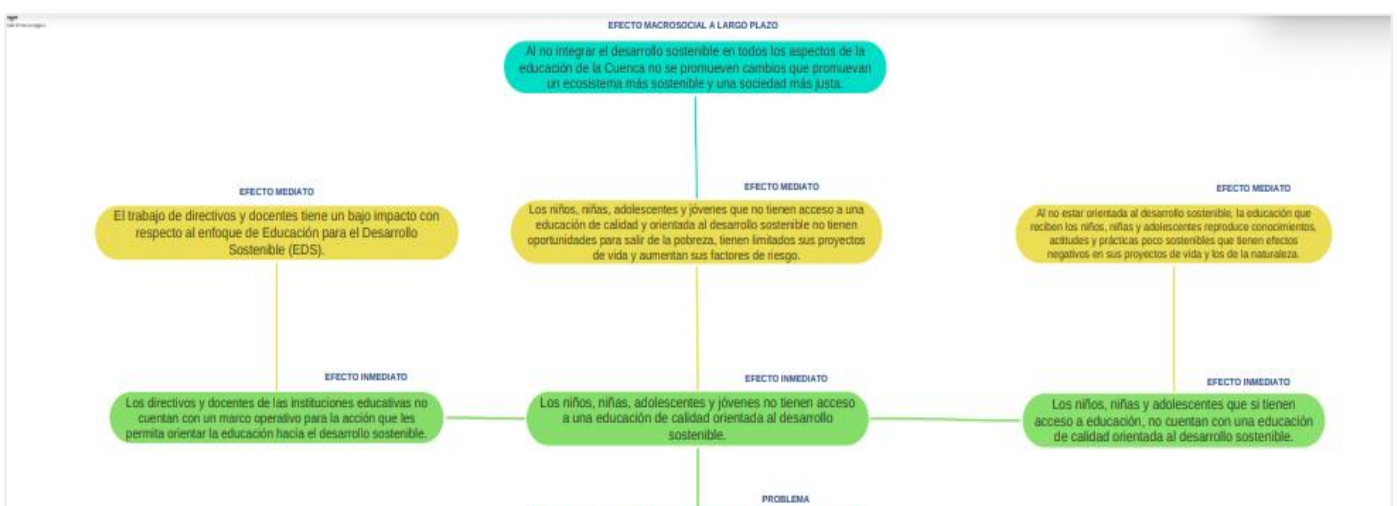 EFECTO MACROSOCIAL A LARGO PLAZO
Al no integrar el desarrollo sostenible en todos los aspectos de la
educación de la Cuenca no se promueven cambios que promuevan
un ecosistema más sostenible y una sociedad más justa.
EFECTO MEDIATO
El trabajo de directivos y docentes tiene un bajo impacto con
respecto al enfoque de Educación para el Desarrollo
Sostenible (EDS).
EFECTO MEDIATO
Los niños, niñas, adolescentes y jóvenes que no tienen acceso a una
educación de calidad y orientada al desarrollo sostenible no tienen
oportunidades para salir de la pobreza, tienen limitados sus proyectos
de vida y aumentan sus factores de riesgo.
EFECTO MEDIATO
Al no estar orientada al desarrollo sostenible, la educación que
reciben los niños, niñas y adolescentes reproduce conocimientos,
actitudes y prácticas poco sostenibles que tienen efectos
negativos en sus proyectos de vida y los de la naturaleza.
EFECTO INMEDIATO
Los directivos y docentes de las instituciones educativas no
cuentan con un marco operativo para la acción que les
permita orientar la educación hacía el desarrollo sostenible.
EFECTO INMEDIATO
Los niños, niñas, adolescentes y jóvenes no tienen acceso
a una educación de calidad orientada al desarrollo
sostenible.
EFECTO INMEDIATO
Los niños, niñas y adolescentes que si tienen
acceso a educación, no cuentan con una educación
de calidad orientada al desarrollo sostenible.
PROBLEMA